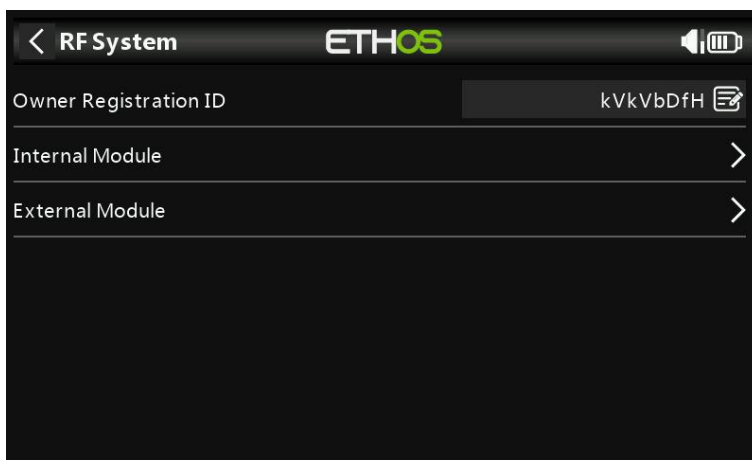 RF System
ETHOS
Owner Registration ID
kVkVbDfH
Internal Module
External Module